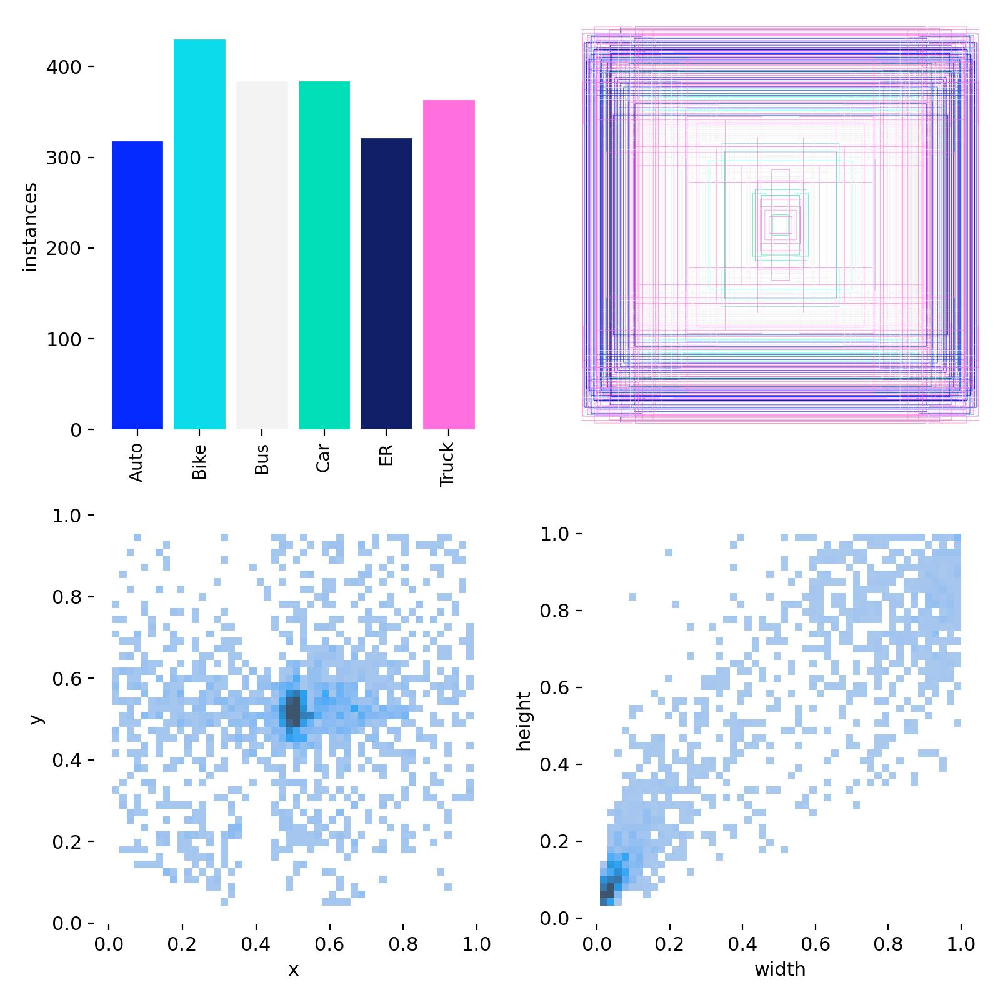 400
300
200
100
0
instances
Auto
Bike
Bus
Car
ER
Truck
1.0
0.8
0.6
0.4
0.2
0.0
y
0.0 0.2 0.4 0.6 0.8 1.0
x
1.0
0.8
0.6
0.4
0.2
0.0
height
0.0 0.2 0.4 0.6 0.8 1.0
width